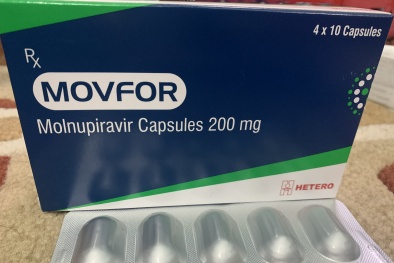 4 x 10 Capsules
Rx
MOVFOR
Molnupiravir Capsules 200 mg
HETERO